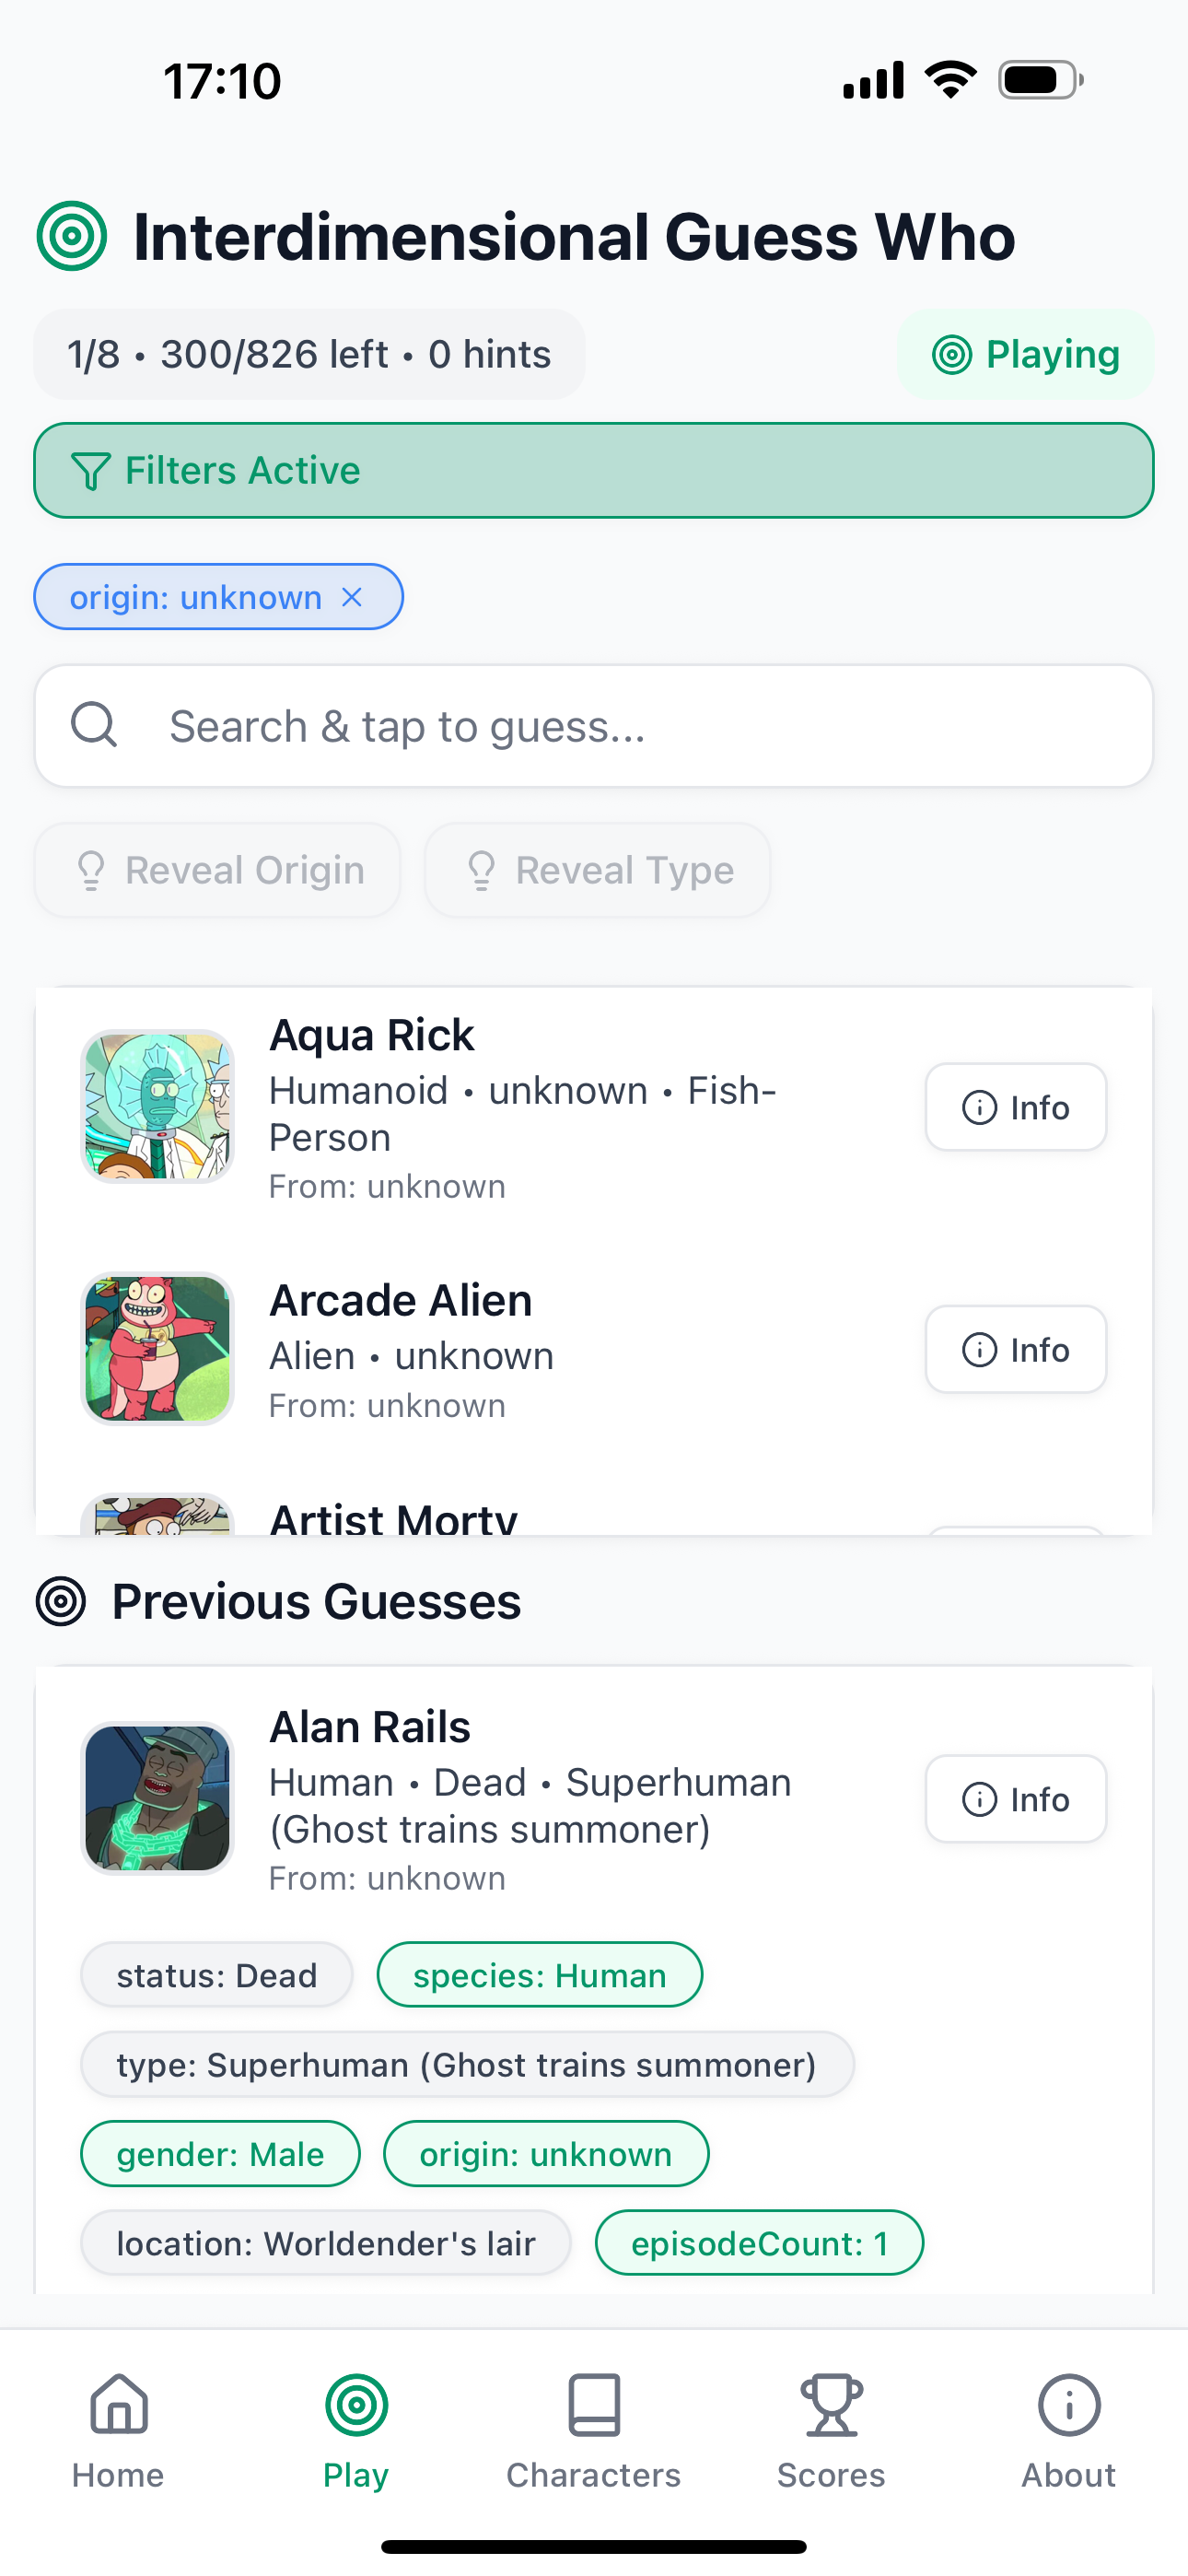 17:10
Interdimensional Guess Who
1/8 • 300/826 left • 0 hints
Playing
Filters Active
origin: unknown
Search & tap to guess...
Reveal Origin
Reveal Type
Aqua Rick
Humanoid • unknown • Fish-
Person
From: unknown
Info
Arcade Alien
Alien • unknown
From: unknown
Info
Artist Morty
Previous Guesses
Alan Rails
Human • Dead • Superhuman
(Ghost trains summoner)
From: unknown
Info
status: Dead
species: Human
type: Superhuman (Ghost trains summoner)
gender: Male
origin: unknown
location: Worldender's lair
episodeCount: 1
Home
Play
Characters
Scores
About